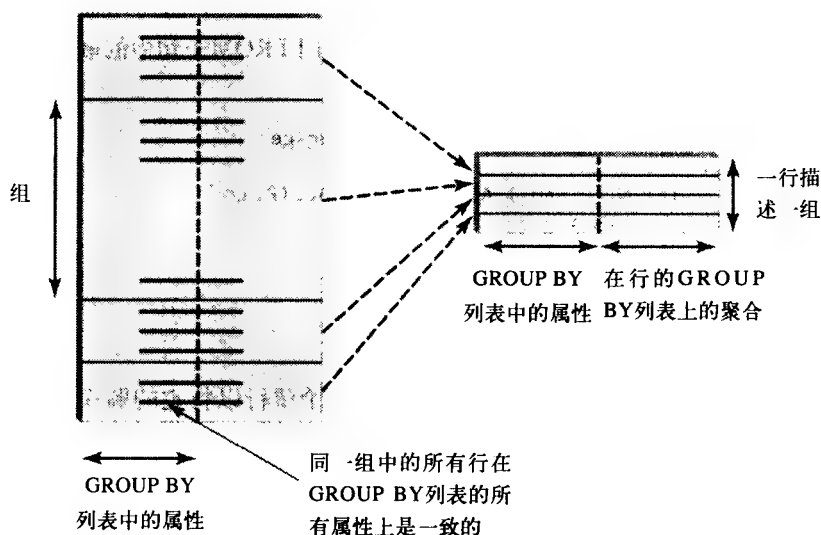 组
一行描
述一组
GROUP BY
列表中的属性
在行的GROUP
BY列表上的聚合
GROUP BY
列表中的属性
同一组中的所有行在
GROUP BY列表的所
有属性上是一致的